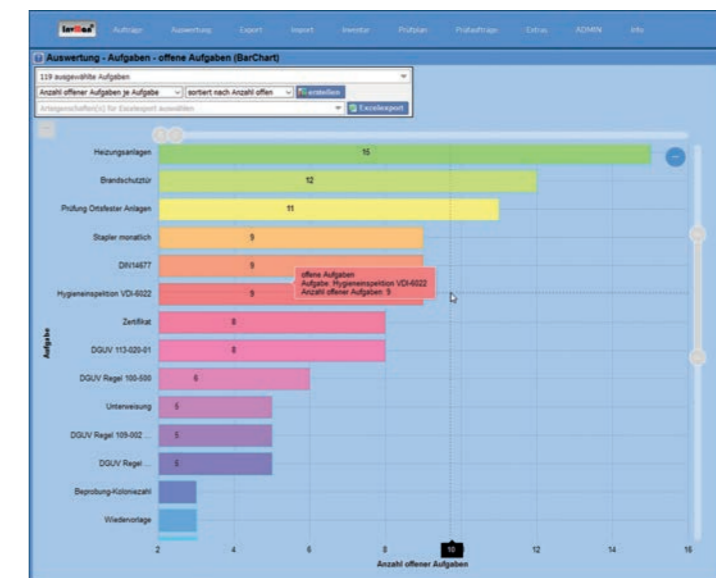 InvMan®
Aufträge Auswertung Export Import Inventar Prüfplan Prüfaufträge Extras ADMIN Info
Auswertung - Aufgaben - offene Aufgaben (BarChart)
119 ausgewählte Aufgaben
Anzahl offener Aufgaben je Aufgabe sortiert nach Anzahl offen erstellen
Excelexport
Heizungsanlagen 15
Brandschutztür 12
Prüfung Ortsfester Anlagen 11
Stapler monatlich 9
DIN14677 9
offene Aufgaben
Aufgabe: Hygieneinspektion VDI-6022
Anzahl offener Aufgaben: 9
Hygieneinspektion VDI-6022 9
Zertifikat 8
DGUV 113-020-01 8
Aufgabe
DGUV Regel 100-500 6
Unterweisung 5
DGUV Regel 109-002 ... 5
DGUV Regel ... 5
Beprobung-Koloniezahl
Wiedervorlage
2 4 6 8 10 12 14 16
Anzahl offener Aufgaben